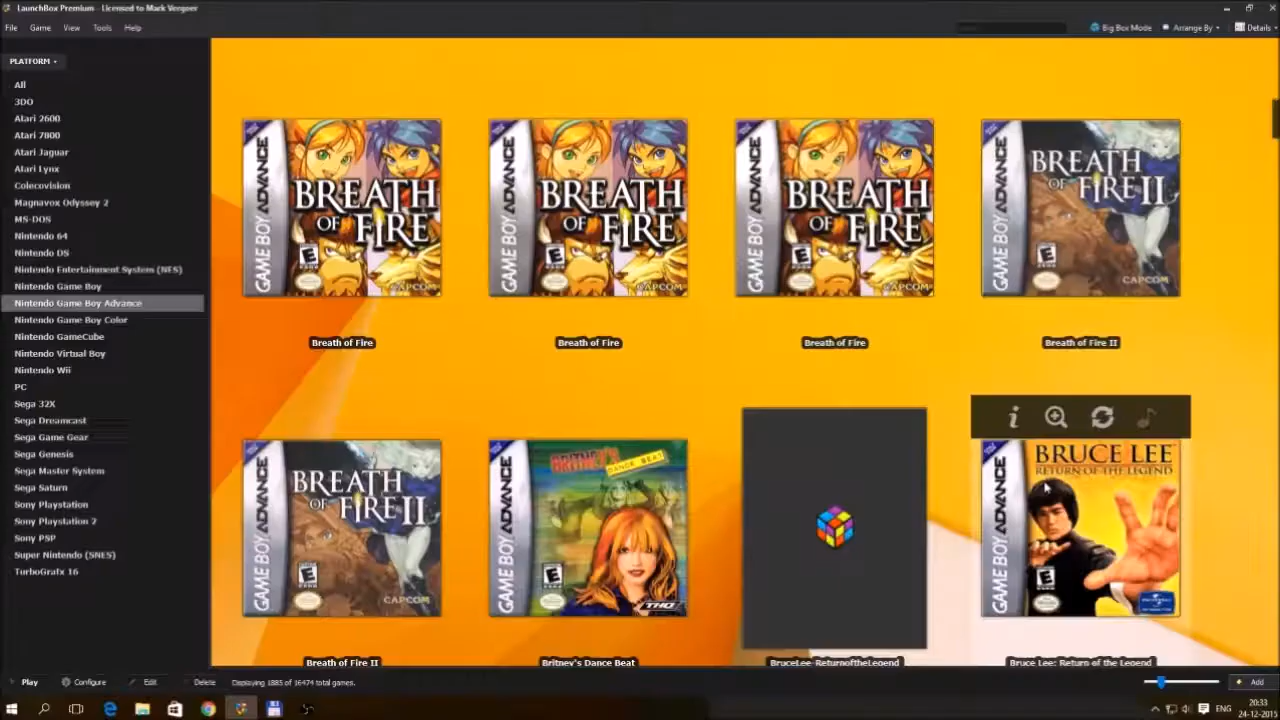 LaunchBox Premium - Licensed to Mark Vergoer
File Game View Tools Help
Big Box Mode Arrange By Details
PLATFORM
All
3DO
Atari 2600
Atari 7800
Atari Jaguar
Atari Lynx
Colecovision
Magnavox Odyssey 2
MS-DOS
Nintendo 64
Nintendo DS
Nintendo Entertainment System (NES)
Nintendo Game Boy
Nintendo Game Boy Advance
Nintendo Game Boy Color
Nintendo GameCube
Nintendo Virtual Boy
Nintendo Wii
PC
Sega 32X
Sega Dreamcast
Sega Game Gear
Sega Genesis
Sega Master System
Sega Saturn
Sony Playstation
Sony Playstation 2
Sony PSP
Super Nintendo (SNES)
TurboGrafx 16
GAME BOY ADVANCE
BREATH
OF FIRE
E
CAPCOM
GAME BOY ADVANCE
BREATH
OF FIRE
E
CAPCOM
GAME BOY ADVANCE
BREATH
OF FIRE
E
CAPCOM
GAME BOY ADVANCE
BREATH
OF FIRE II
E
CAPCOM
Breath of Fire
Breath of Fire
Breath of Fire
Breath of Fire II
GAME BOY ADVANCE
BREATH
OF FIRE II
E
CAPCOM
GAME BOY ADVANCE
BRITNEY'S
DANCE BEAT
E
THQ
GAME BOY ADVANCE
BRUCE LEE
RETURN OF THE LEGEND
E
UNIVERSAL
Breath of Fire II
Britney's Dance Beat
BruceLee-ReturnoftheLegend
Bruce Lee: Return of the Legend
Play Configure Edit Delete Displaying 1885 of 16474 total games.
Add
ENG
20:33
24-12-2015